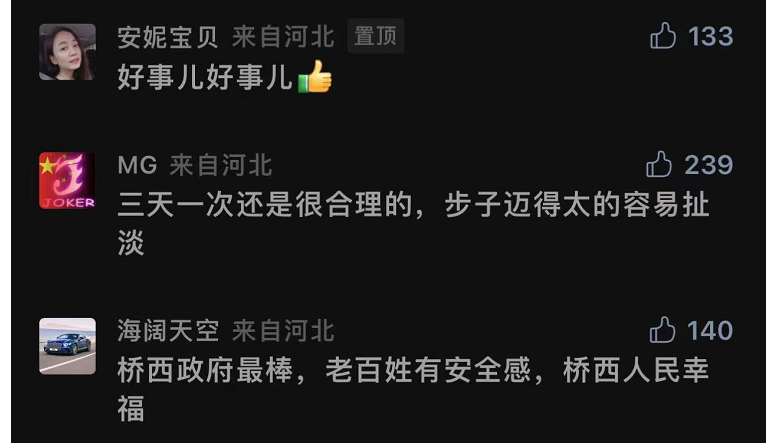 安妮宝贝 来自河北 置顶 133
好事儿好事儿
MG 来自河北 239
JOKER
三天一次还是很合理的，步子迈得太的容易扯
淡
海阔天空 来自河北 140
桥西政府最棒，老百姓有安全感，桥西人民幸
福